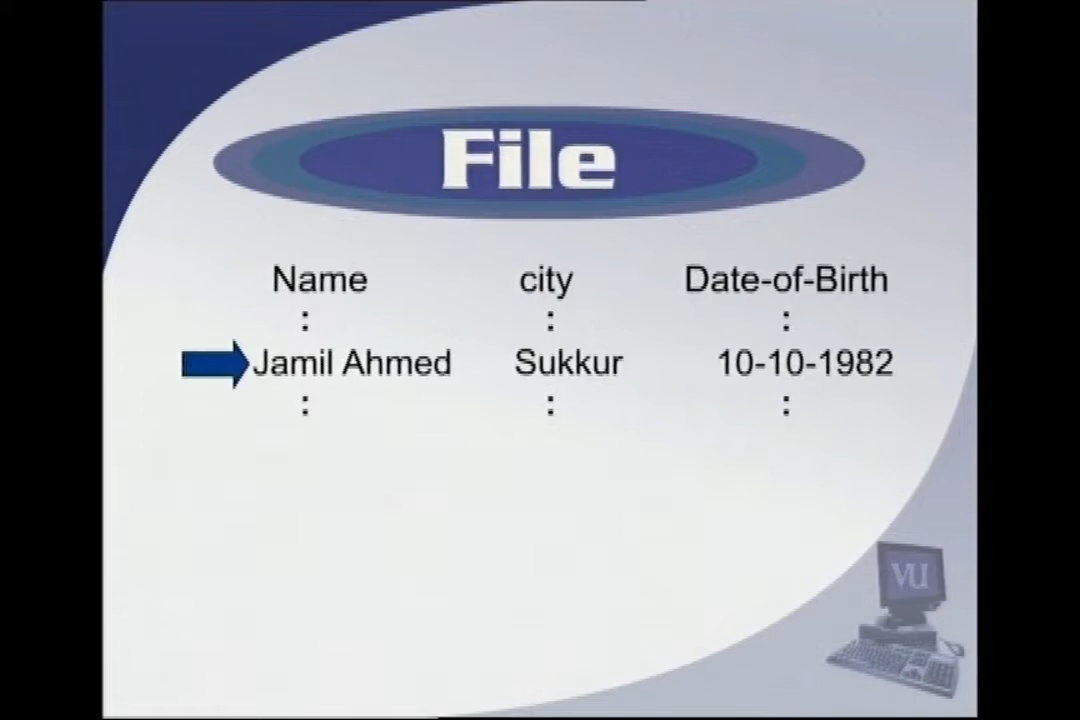 File
Name city Date-of-Birth
: : :
Jamil Ahmed Sukkur 10-10-1982
: : :
VU